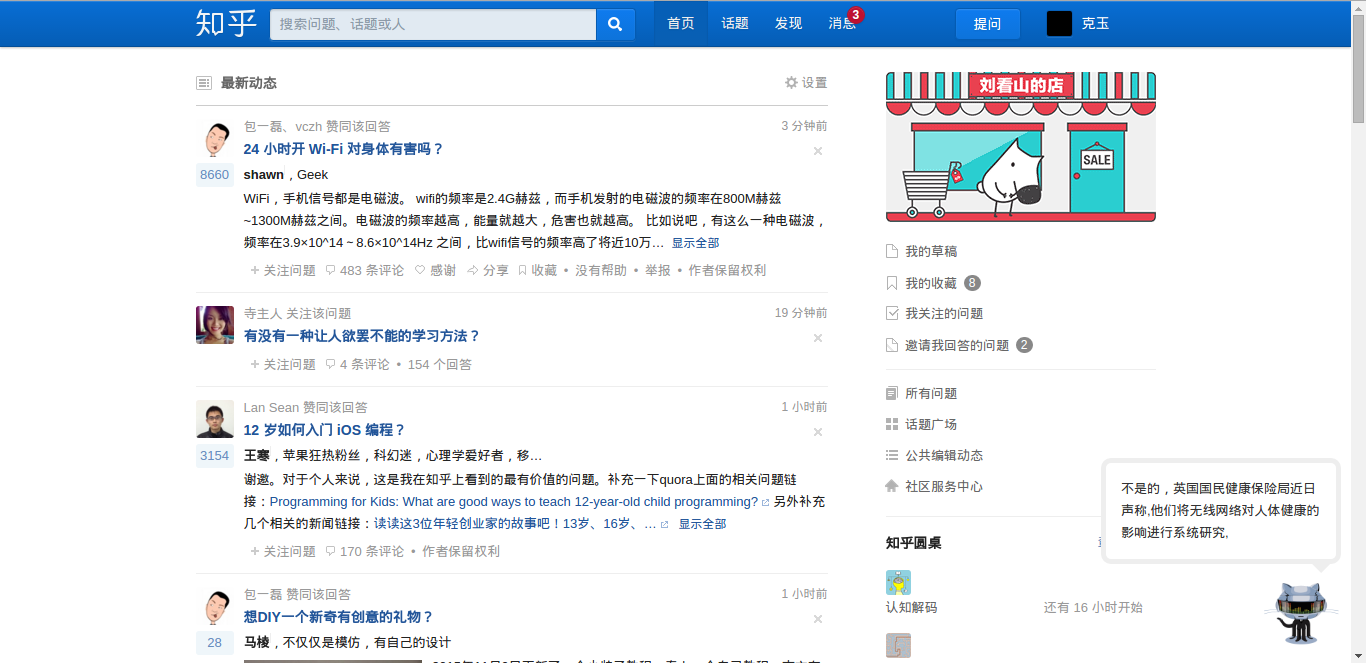 知乎
搜索问题、话题或人
首页
话题
发现
消息
3
提问
克玉
最新动态
设置
包一磊、vczh 赞同该回答
3 分钟前
24 小时开 Wi-Fi 对身体有害吗？
8660
shawn，Geek
WiFi，手机信号都是电磁波。 wifi的频率是2.4G赫兹，而手机发射的电磁波的频率在800M赫兹
~1300M赫兹之间。电磁波的频率越高，能量就越大，危害也就越高。 比如说吧，有这么一种电磁波，
频率在3.9×10^14 ~ 8.6×10^14Hz 之间，比wifi信号的频率高了将近10万… 显示全部
关注问题 483 条评论 感谢 分享 收藏 • 没有帮助 • 举报 • 作者保留权利
寺主人 关注该问题
19 分钟前
有没有一种让人欲罢不能的学习方法？
关注问题 4 条评论 • 154 个回答
Lan Sean 赞同该回答
1 小时前
12 岁如何入门 iOS 编程？
3154
王寒，苹果狂热粉丝，科幻迷，心理学爱好者，移…
谢邀。对于个人来说，这是我在知乎上看到的最有价值的问题。补充一下quora上面的相关问题链
接：Programming for Kids: What are good ways to teach 12-year-old child programming? 另外补充
几个相关的新闻链接：读读这3位年轻创业家的故事吧！13岁、16岁、… 显示全部
关注问题 170 条评论 • 作者保留权利
包一磊 赞同该回答
1 小时前
想DIY一个新奇有创意的礼物？
28
马棱，不仅仅是模仿，有自己的设计
刘看山的店
SALE
我的草稿
我的收藏 8
我关注的问题
邀请我回答的问题 2
所有问题
话题广场
公共编辑动态
社区服务中心
知乎圆桌
认知解码
还有 16 小时开始
不是的，英国国民健康保险局近日
声称,他们将无线网络对人体健康的
影响进行系统研究,